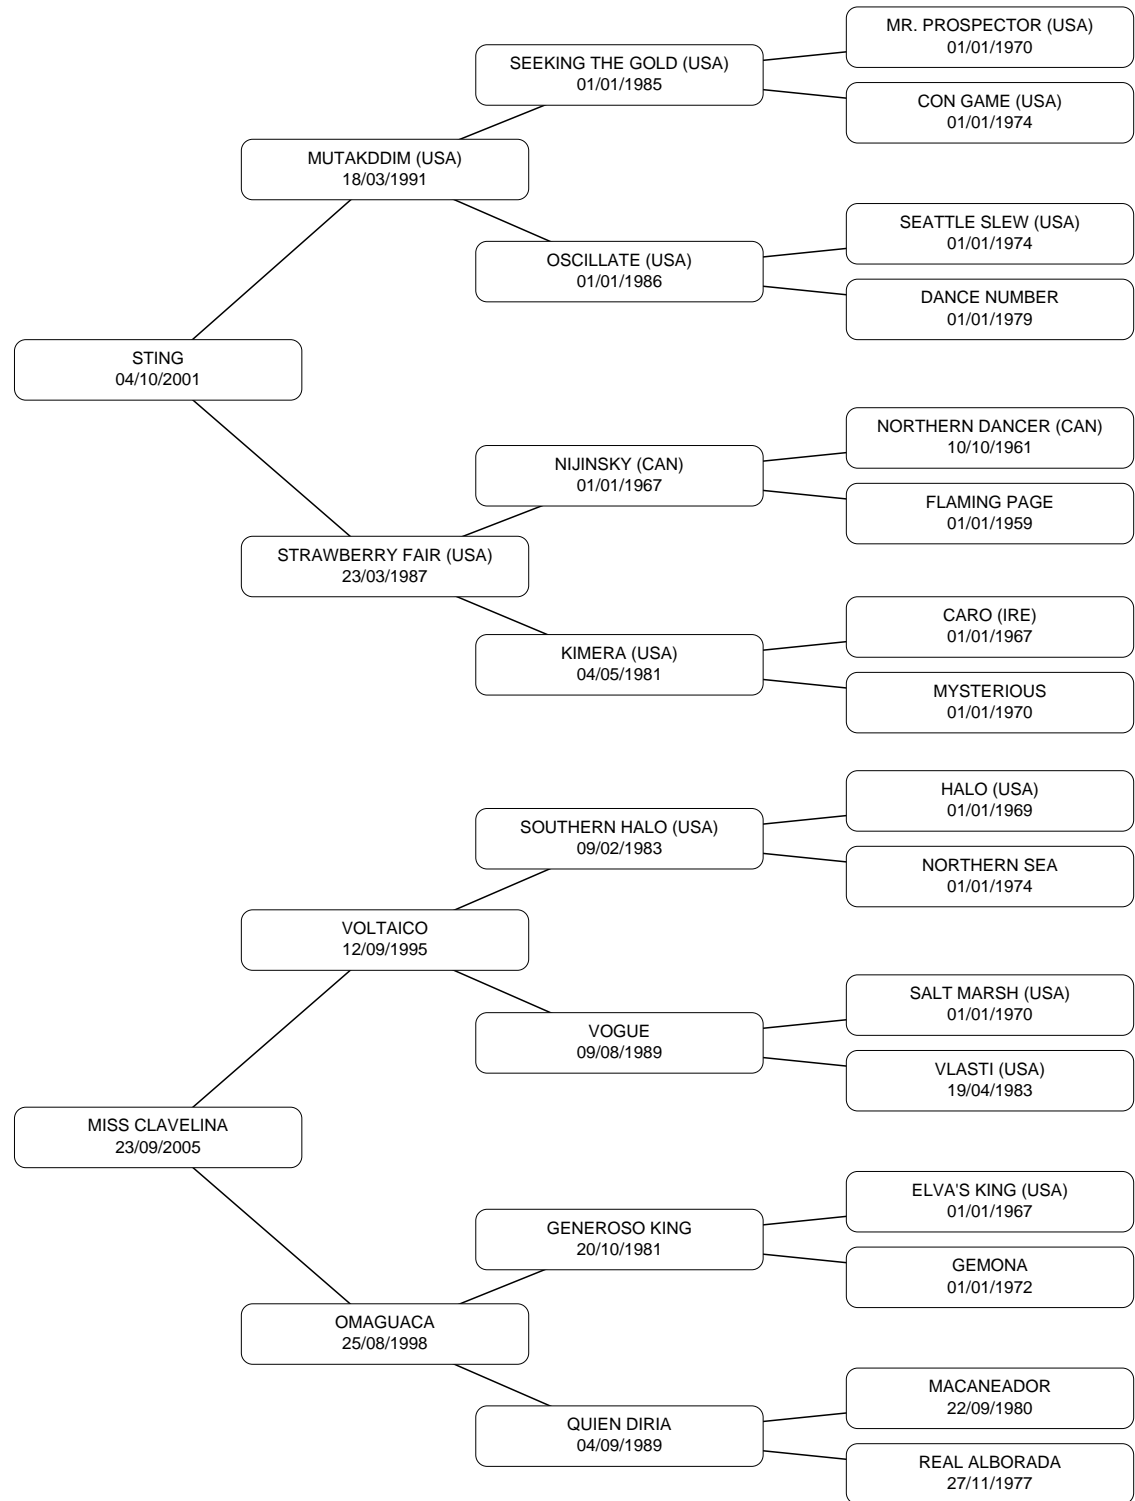 MR. PROSPECTOR (USA)
01/01/1970
SEEKING THE GOLD (USA)
01/01/1985
CON GAME (USA)
01/01/1974
MUTAKDDIM (USA)
18/03/1991
SEATTLE SLEW (USA)
01/01/1974
OSCILLATE (USA)
01/01/1986
DANCE NUMBER
01/01/1979
STING
04/10/2001
NORTHERN DANCER (CAN)
10/10/1961
NIJINSKY (CAN)
01/01/1967
FLAMING PAGE
01/01/1959
STRAWBERRY FAIR (USA)
23/03/1987
CARO (IRE)
01/01/1967
KIMERA (USA)
04/05/1981
MYSTERIOUS
01/01/1970
HALO (USA)
01/01/1969
SOUTHERN HALO (USA)
09/02/1983
NORTHERN SEA
01/01/1974
VOLTAICO
12/09/1995
SALT MARSH (USA)
01/01/1970
VOGUE
09/08/1989
VLASTI (USA)
19/04/1983
MISS CLAVELINA
23/09/2005
ELVA'S KING (USA)
01/01/1967
GENEROSO KING
20/10/1981
GEMONA
01/01/1972
OMAGUACA
25/08/1998
MACANEADOR
22/09/1980
QUIEN DIRIA
04/09/1989
REAL ALBORADA
27/11/1977